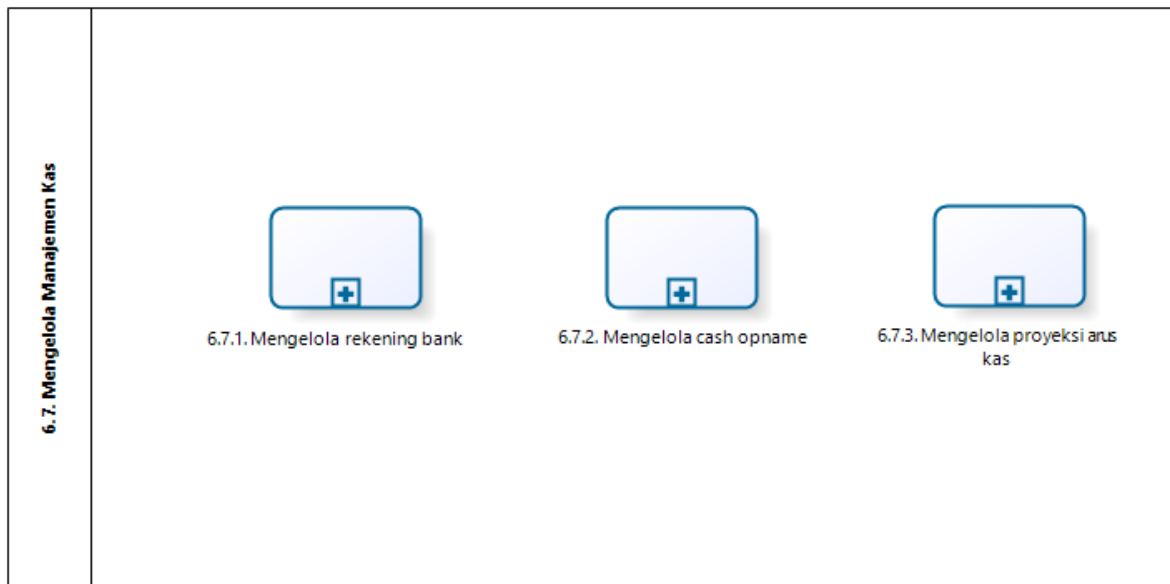 6.7. Mengelola Manajemen Kas
6.7.1. Mengelola rekening bank
6.7.2. Mengelola cash opname
6.7.3. Mengelola proyeksi arus
kas